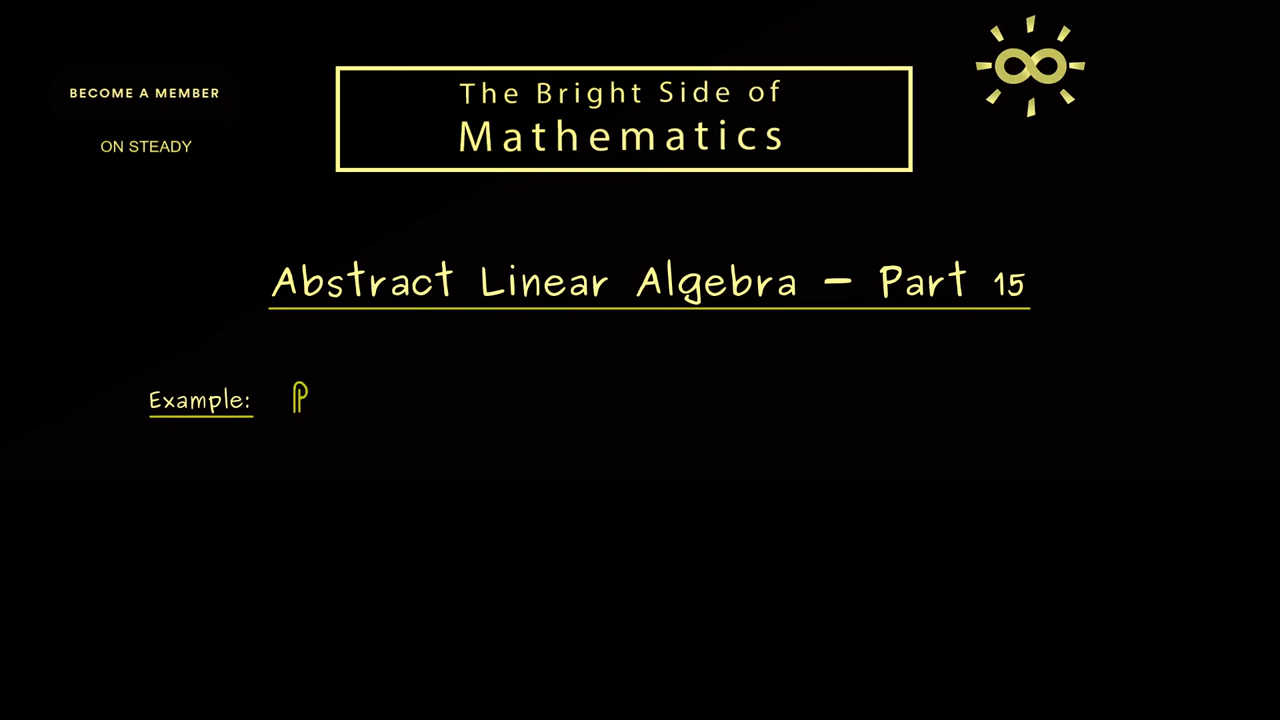 BECOME A MEMBER
ON STEADY
The Bright Side of
Mathematics
Abstract Linear Algebra – Part 15
Example: ℙ